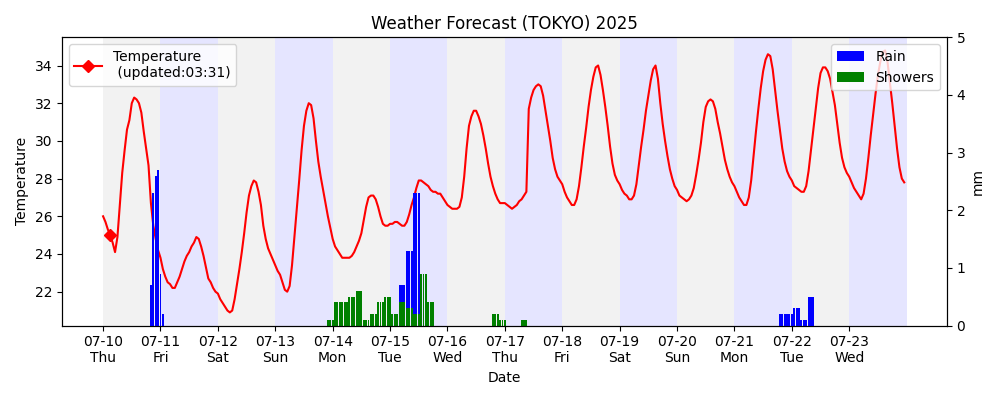 Weather Forecast (TOKYO) 2025
Temperature
(updated:03:31)
Rain
Showers
Temperature
34
32
30
28
26
24
22
5
4
3
2
1
0
mm
07-10 07-11 07-12 07-13 07-14 07-15 07-16 07-17 07-18 07-19 07-20 07-21 07-22 07-23
Thu Fri Sat Sun Mon Tue Wed Thu Fri Sat Sun Mon Tue Wed
Date